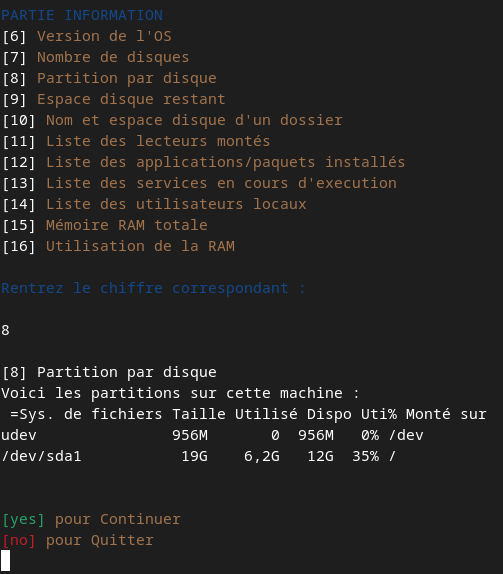 PARTIE INFORMATION
[6] Version de l'OS
[7] Nombre de disques
[8] Partition par disque
[9] Espace disque restant
[10] Nom et espace disque d'un dossier
[11] Liste des lecteurs montés
[12] Liste des applications/paquets installés
[13] Liste des services en cours d'execution
[14] Liste des utilisateurs locaux
[15] Mémoire RAM totale
[16] Utilisation de la RAM
Rentrez le chiffre correspondant :
8
[8] Partition par disque
Voici les partitions sur cette machine :
=Sys. de fichiers Taille Utilisé Dispo Uti% Monté sur
udev 956M 0 956M 0% /dev
/dev/sda1 19G 6,2G 12G 35% /
[yes] pour Continuer
[no] pour Quitter